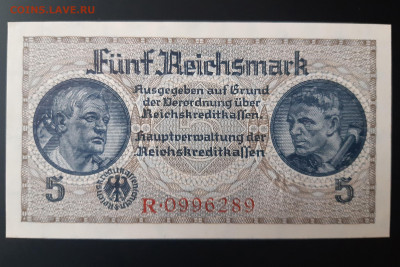 COINS.LAVE.RU
Fünf Reichsmark
Ausgegeben auf Grund
der Verordnung über
Reichskreditkassen.
Hauptverwaltung der
Reichskreditkassen
5 5
R·0996289